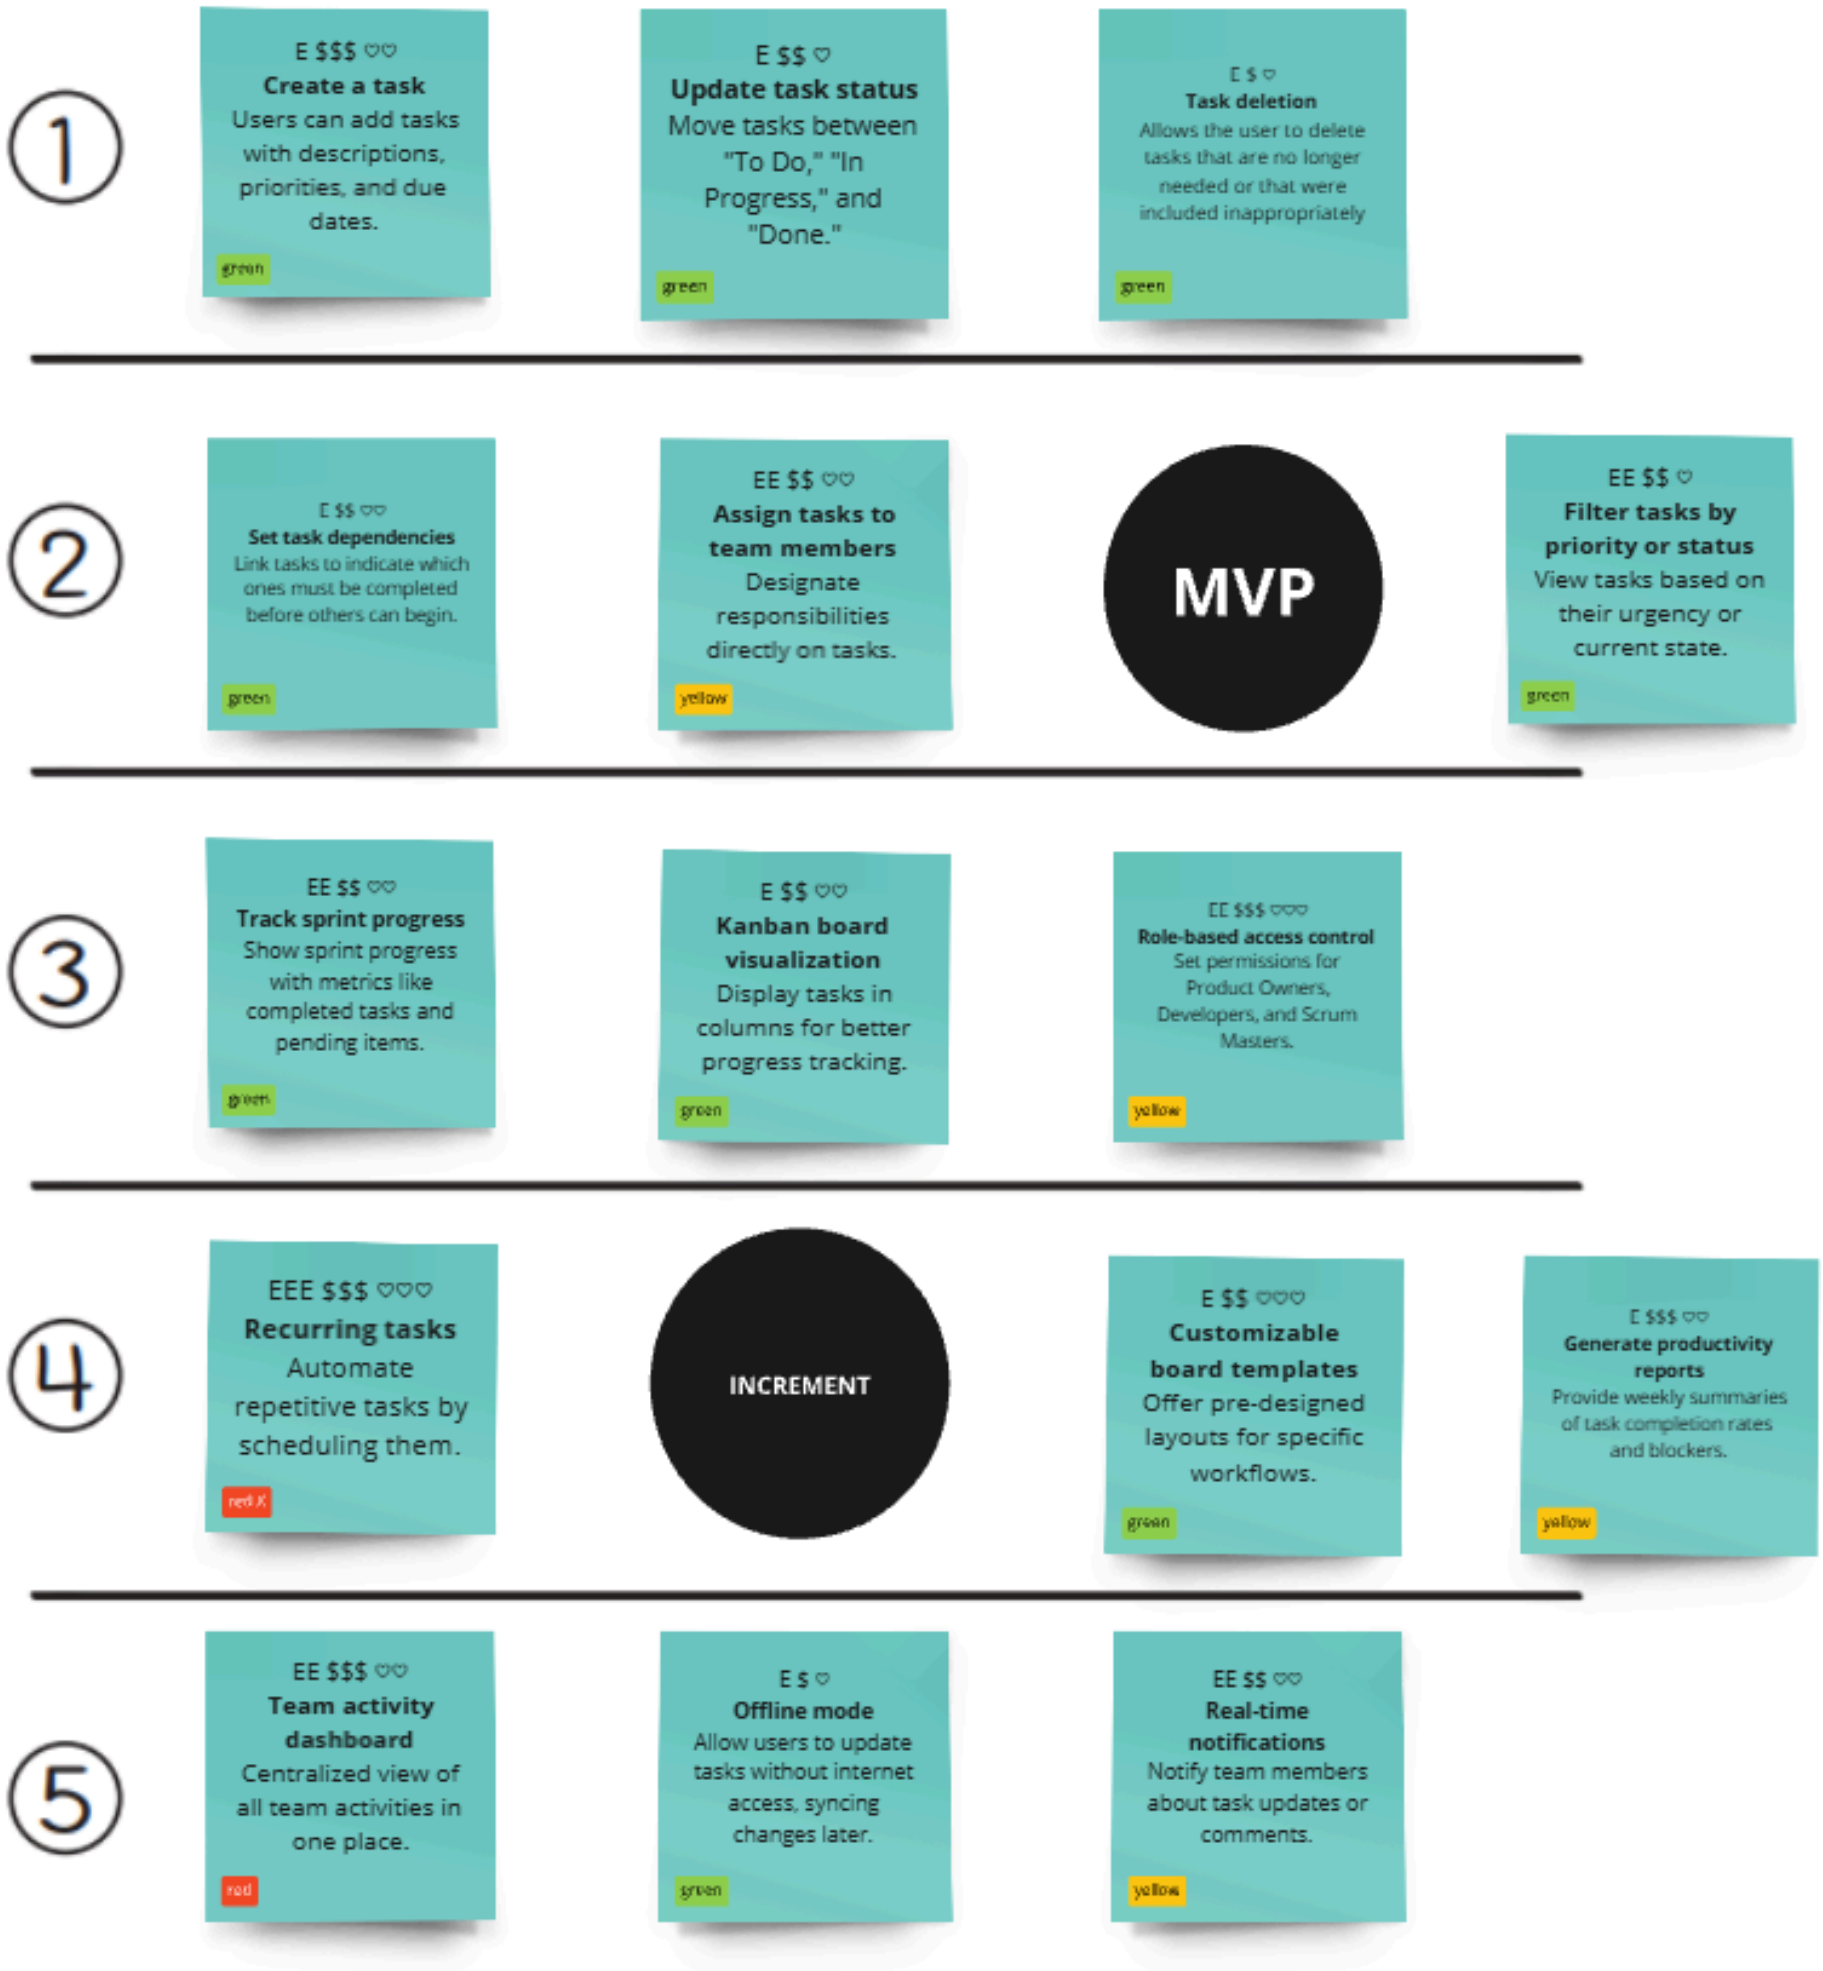 1
E $$$ ♡♡
Create a task
Users can add tasks
with descriptions,
priorities, and due
dates.
green
E $$ ♡
Update task status
Move tasks between
"To Do," "In
Progress," and
"Done."
green
E $ ♡
Task deletion
Allows the user to delete
tasks that are no longer
needed or that were
included inappropriately
green
2
E $$ ♡♡
Set task dependencies
Link tasks to indicate which
ones must be completed
before others can begin.
green
EE $$ ♡♡
Assign tasks to
team members
Designate
responsibilities
directly on tasks.
yellow
MVP
EE $$ ♡
Filter tasks by
priority or status
View tasks based on
their urgency or
current state.
green
3
EE $$ ♡♡
Track sprint progress
Show sprint progress
with metrics like
completed tasks and
pending items.
green
E $$ ♡♡
Kanban board
visualization
Display tasks in
columns for better
progress tracking.
green
EE $$$ ♡♡♡
Role-based access control
Set permissions for
Product Owners,
Developers, and Scrum
Masters.
yellow
4
EEE $$$ ♡♡♡
Recurring tasks
Automate
repetitive tasks by
scheduling them.
red X
INCREMENT
E $$ ♡♡♡
Customizable
board templates
Offer pre-designed
layouts for specific
workflows.
green
E $$$ ♡♡
Generate productivity
reports
Provide weekly summaries
of task completion rates
and blockers.
yellow
5
EE $$$ ♡♡
Team activity
dashboard
Centralized view of
all team activities in
one place.
red
E $ ♡
Offline mode
Allow users to update
tasks without internet
access, syncing
changes later.
green
EE $$ ♡♡
Real-time
notifications
Notify team members
about task updates or
comments.
yellow